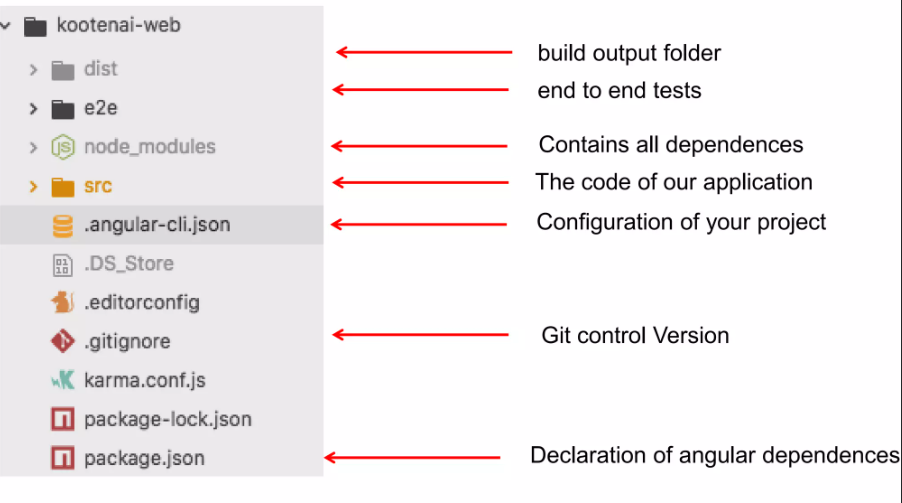 kootenai-web
build output folder
dist
end to end tests
e2e
node_modules
Contains all dependences
src
The code of our application
.angular-cli.json
Configuration of your project
.DS_Store
.editorconfig
.gitignore
Git control Version
karma.conf.js
package-lock.json
package.json
Declaration of angular dependences